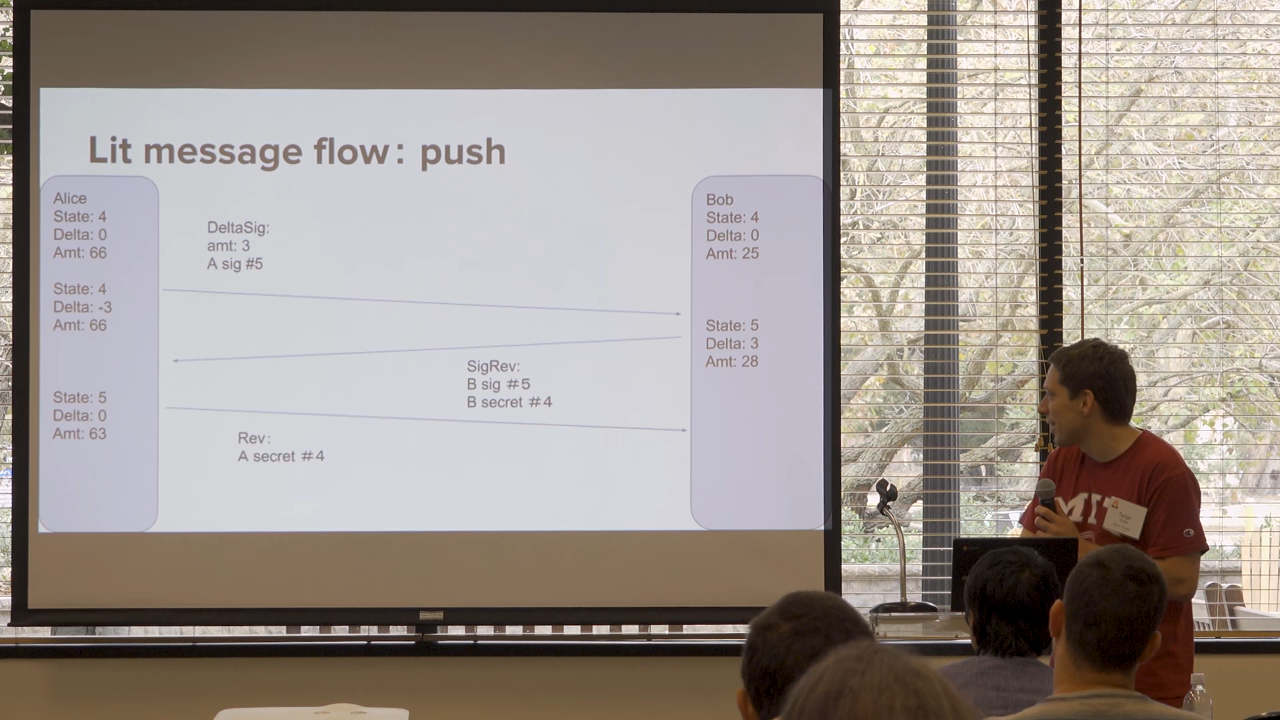 Lit message flow: push
Alice
State: 4
Delta: 0
Amt: 66
State: 4
Delta: -3
Amt: 66
State: 5
Delta: 0
Amt: 63
DeltaSig:
amt: 3
A sig #5
SigRev:
B sig #5
B secret #4
Rev:
A secret #4
Bob
State: 4
Delta: 0
Amt: 25
State: 5
Delta: 3
Amt: 28
MIT